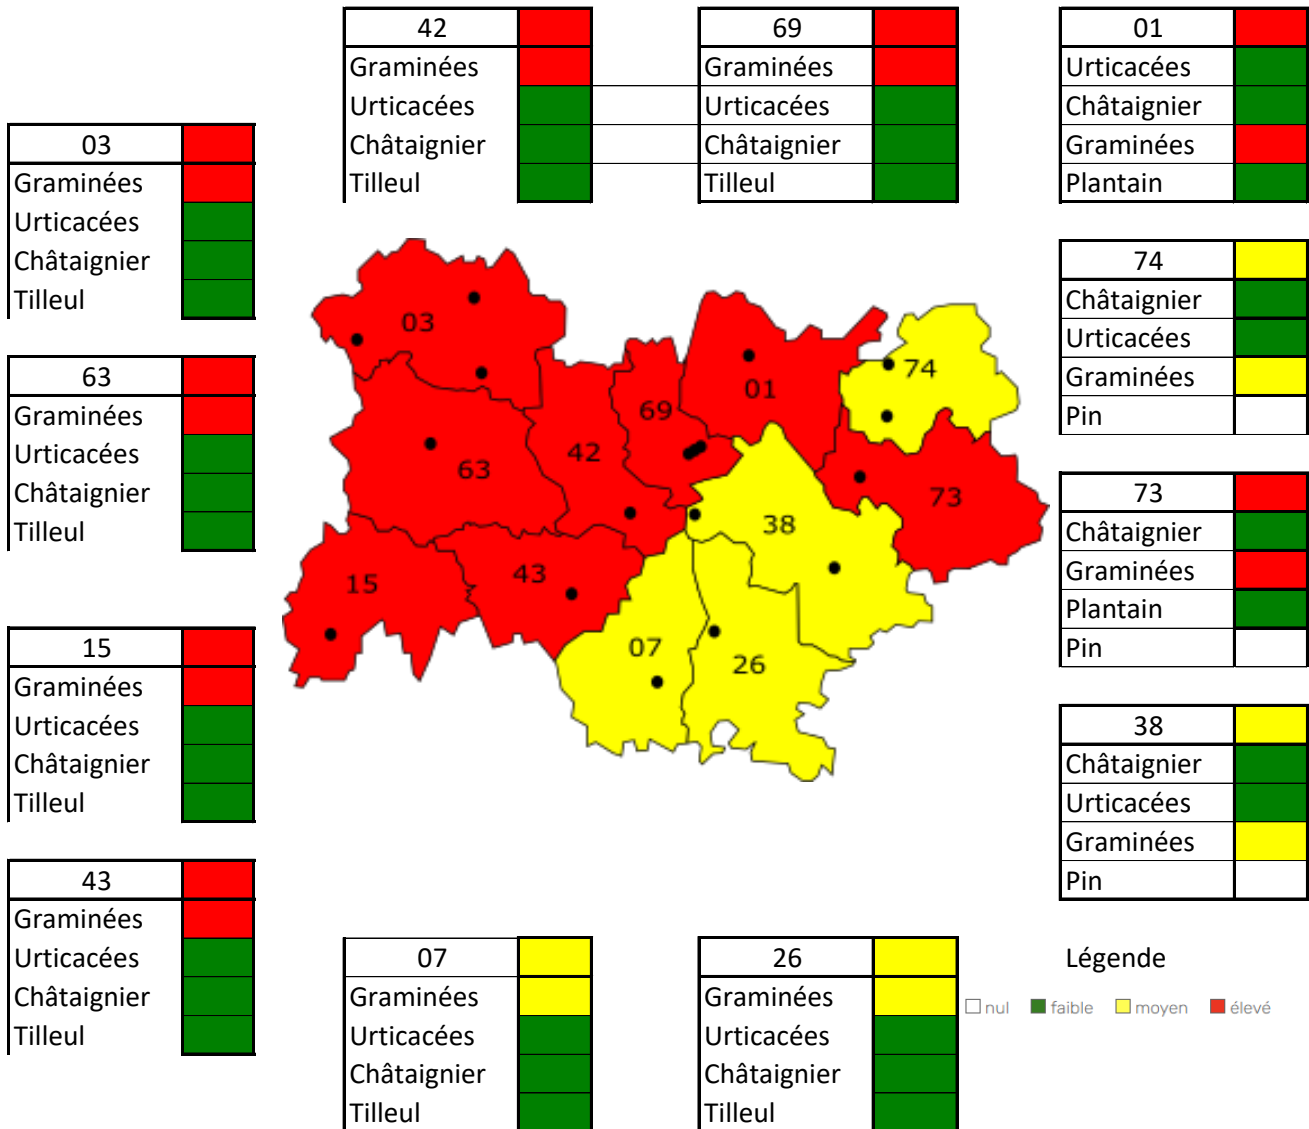 42
Graminées
Urticacées
Châtaignier
Tilleul
69
Graminées
Urticacées
Châtaignier
Tilleul
01
Urticacées
Châtaignier
Graminées
Plantain
03
Graminées
Urticacées
Châtaignier
Tilleul
74
Châtaignier
Urticacées
Graminées
Pin
63
Graminées
Urticacées
Châtaignier
Tilleul
03
74
01
69
42
63
73
38
15
43
07
26
73
Châtaignier
Graminées
Plantain
Pin
15
Graminées
Urticacées
Châtaignier
Tilleul
38
Châtaignier
Urticacées
Graminées
Pin
43
Graminées
Urticacées
Châtaignier
Tilleul
07
Graminées
Urticacées
Châtaignier
Tilleul
26
Graminées
Urticacées
Châtaignier
Tilleul
Légende
nul faible moyen élevé